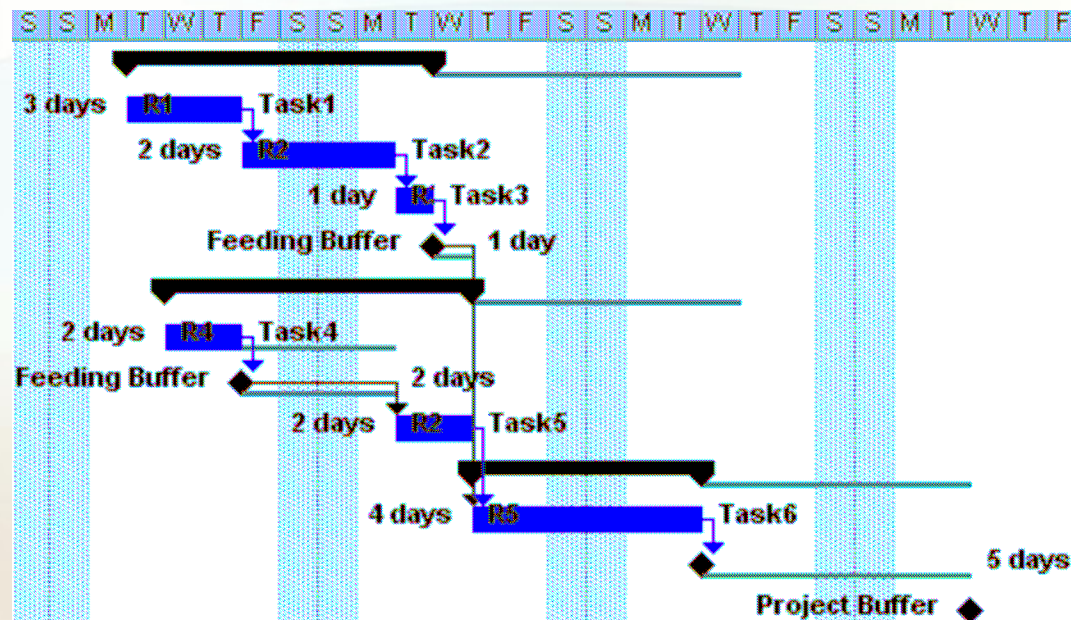 S S M T W T F S S M T W T F S S M T W T F S S M T W T F
3 days R1 Task1
2 days R2 Task2
1 day Task3
Feeding Buffer 1 day
2 days R4 Task4
Feeding Buffer 2 days
2 days R2 Task5
4 days R5 Task6
5 days
Project Buffer